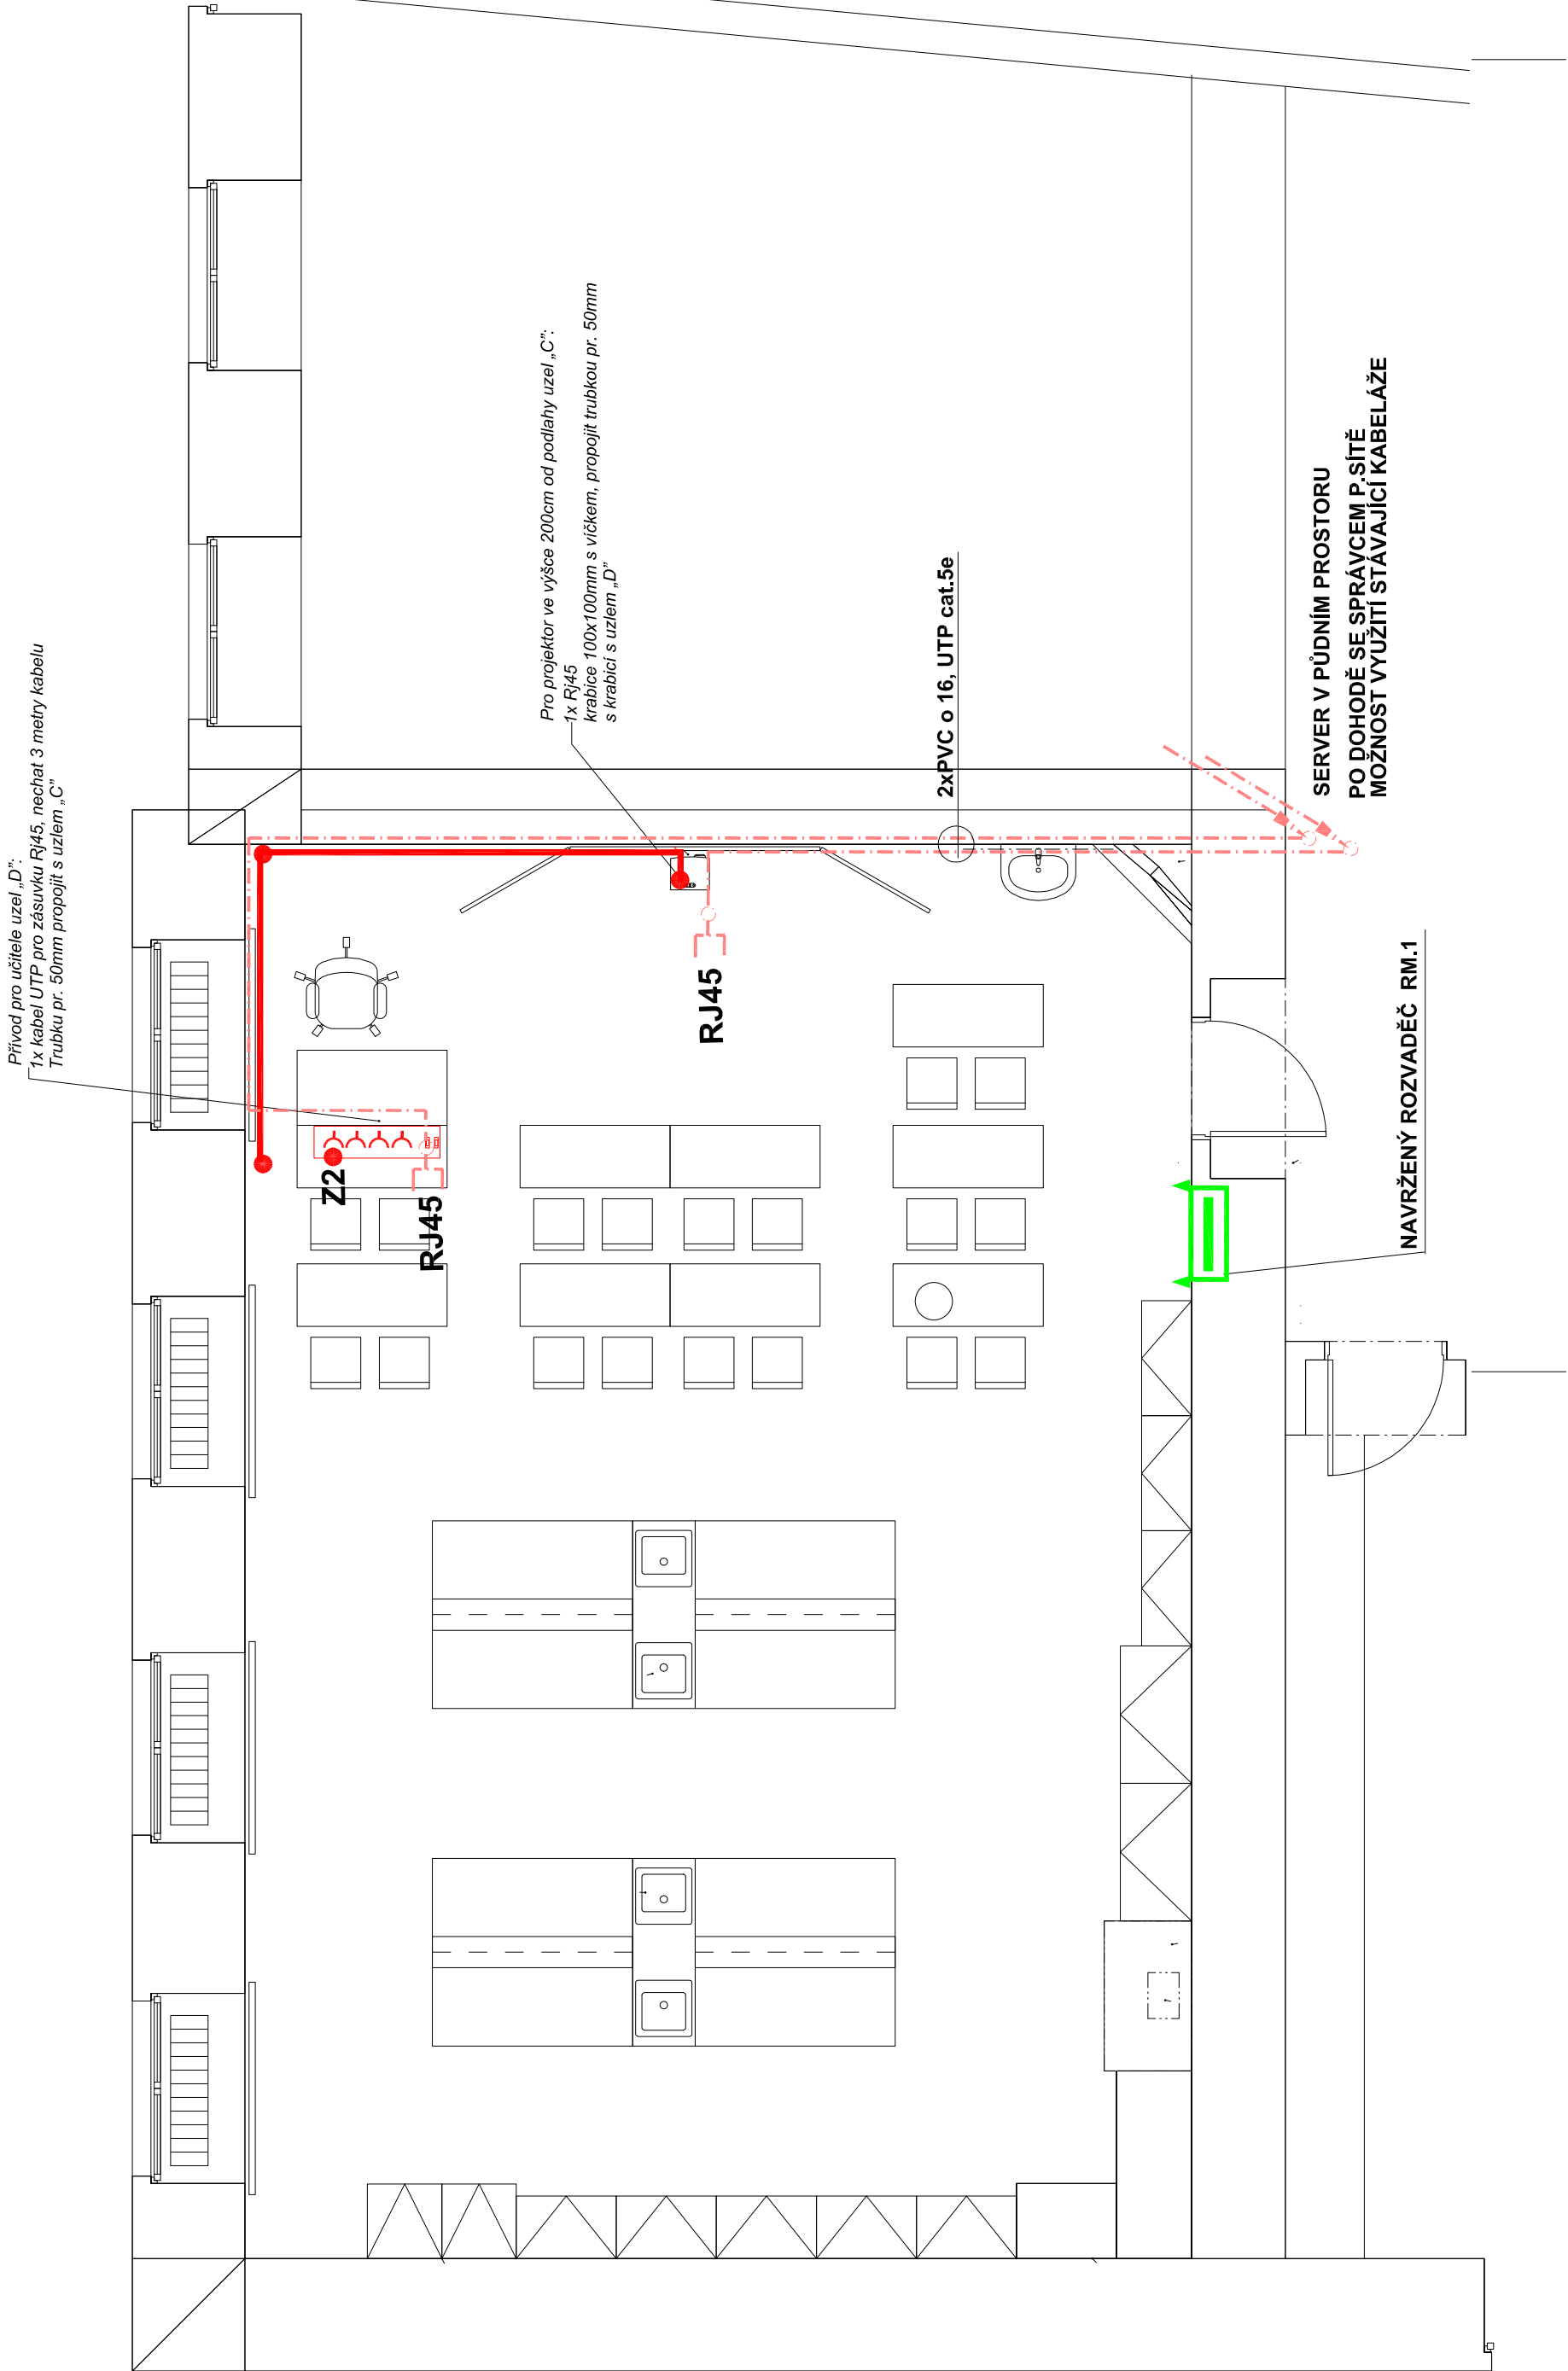 Přívod pro učitele uzel „D”:
1x kabel UTP pro zásuvku Rj45, nechat 3 metry kabelu
Trubku pr. 50mm propojit s uzlem „C”
Z2
RJ45
Pro projektor ve výšce 200cm od podlahy uzel „C”:
1x Rj45
krabice 100x100mm s víčkem, propojit trubkou pr. 50mm
s krabicí s uzlem „D”
RJ45
2xPVC o 16, UTP cat.5e
SERVER V PŮDNÍM PROSTORU
PO DOHODĚ SE SPRÁVCEM P.SÍTĚ
MOŽNOST VYUŽITÍ STÁVAJÍCÍ KABELÁŽE
NAVRŽENÝ ROZVADĚČ RM.1